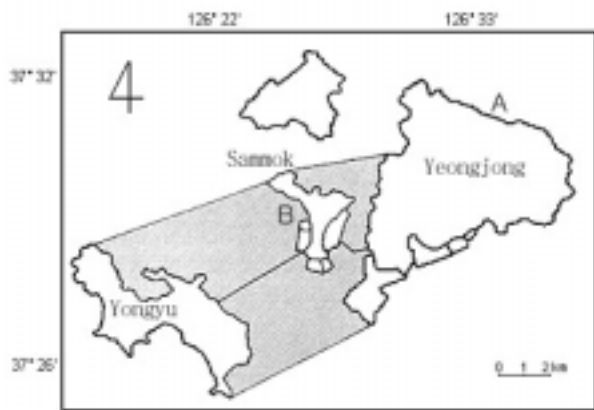 126° 22'
126° 33'
37° 32'
4
A
Sammok
Yeongjong
B
Yongyu
37° 26'
0 1 2km